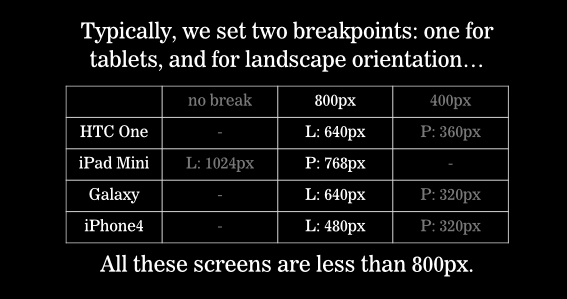 Typically, we set two breakpoints: one for
tablets, and for landscape orientation…
no break 800px 400px
HTC One - L: 640px P: 360px
iPad Mini L: 1024px P: 768px -
Galaxy - L: 640px P: 320px
iPhone4 - L: 480px P: 320px
All these screens are less than 800px.